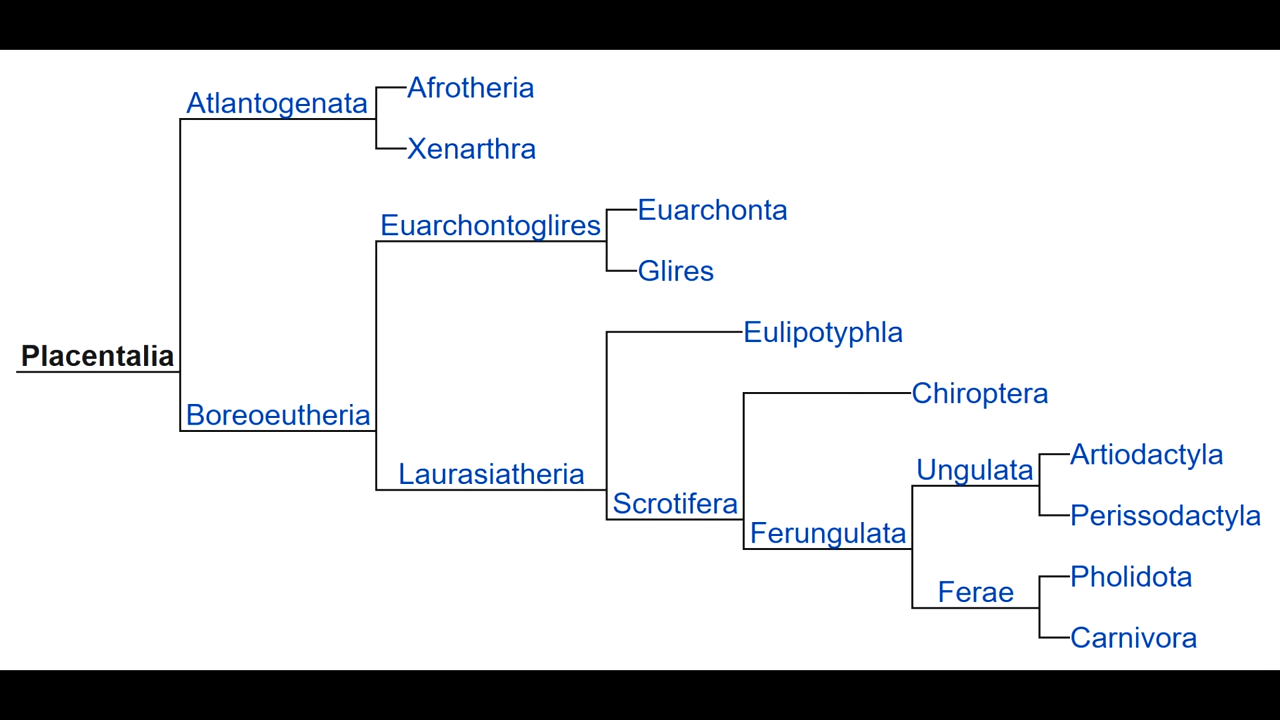 Afrotheria
Atlantogenata
Xenarthra
Euarchonta
Euarchontoglires
Glires
Eulipotyphla
Placentalia
Chiroptera
Boreoeutheria
Artiodactyla
Ungulata
Laurasiatheria
Scrotifera
Perissodactyla
Ferungulata
Pholidota
Ferae
Carnivora